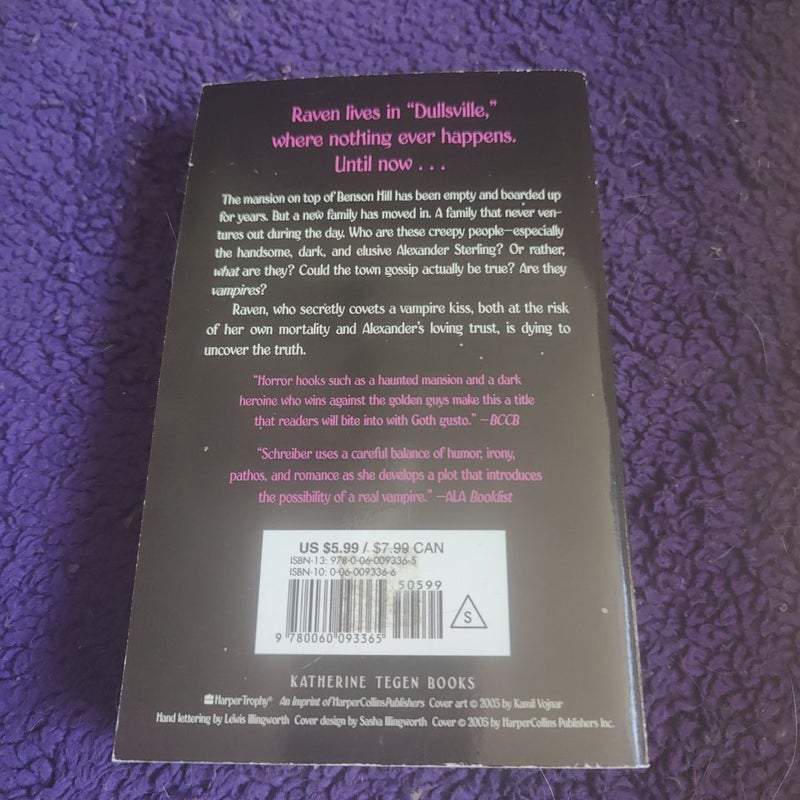 Raven lives in "Dullsville,"
where nothing ever happens.
Until now . . .
The mansion on top of Benson Hill has been empty and boarded up
for years. But a new family has moved in. A family that never ven-
tures out during the day. Who are these creepy people—especially
the handsome, dark, and elusive Alexander Sterling? Or rather,
what are they? Could the town gossip actually be true? Are they
vampires?
Raven, who secretly covets a vampire kiss, both at the risk
of her own mortality and Alexander's loving trust, is dying to
uncover the truth.
"Horror hooks such as a haunted mansion and a dark
heroine who wins against the golden guys make this a title
that readers will bite into with Goth gusto." —BCCB
"Schreiber uses a careful balance of humor, irony,
pathos, and romance as she develops a plot that introduces
the possibility of a real vampire." —ALA Booklist
US $5.99 / $7.99 CAN
ISBN-13: 978-0-06-009336-5
ISBN-10: 0-06-009336-6
50599
9 780060 093365
S
KATHERINE TEGEN BOOKS
HarperTrophy® An Imprint of HarperCollinsPublishers Cover art © 2005 by Kamil Vojnar
Hand lettering by Lewis Illingworth Cover design by Sasha Illingworth Cover © 2005 by HarperCollins Publishers Inc.